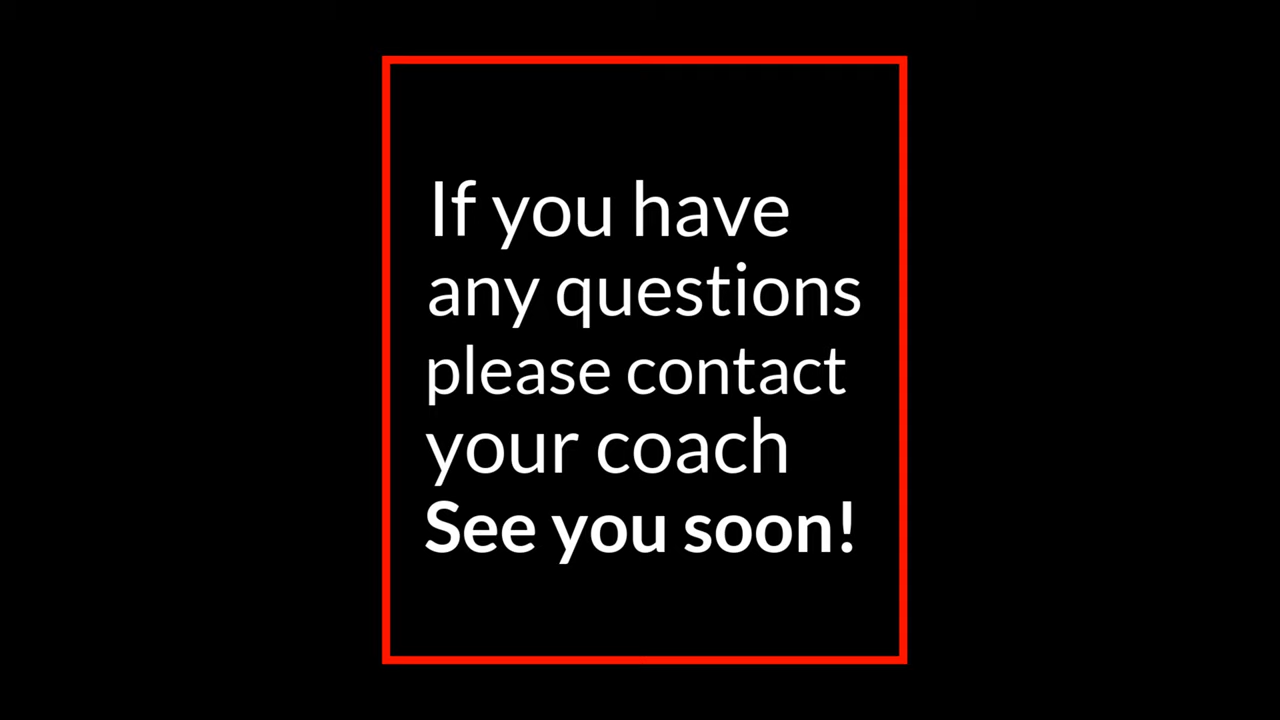 If you have
any questions
please contact
your coach
See you soon!